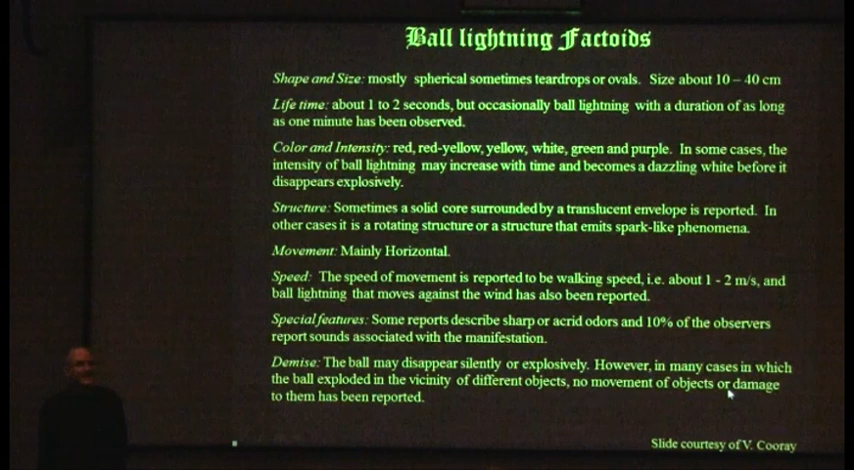 Ball lightning Factoids
Shape and Size: mostly spherical sometimes teardrops or ovals. Size about 10 – 40 cm
Life time: about 1 to 2 seconds, but occasionally ball lightning with a duration of as long
as one minute has been observed.
Color and Intensity: red, red-yellow, yellow, white, green and purple. In some cases, the
intensity of ball lightning may increase with time and becomes a dazzling white before it
disappears explosively.
Structure: Sometimes a solid core surrounded by a translucent envelope is reported. In
other cases it is a rotating structure or a structure that emits spark-like phenomena.
Movement: Mainly Horizontal.
Speed: The speed of movement is reported to be walking speed, i.e. about 1 - 2 m/s, and
ball lightning that moves against the wind has also been reported.
Special features: Some reports describe sharp or acrid odors and 10% of the observers
report sounds associated with the manifestation.
Demise: The ball may disappear silently or explosively. However, in many cases in which
the ball exploded in the vicinity of different objects, no movement of objects or damage
to them has been reported.
Slide courtesy of V. Cooray